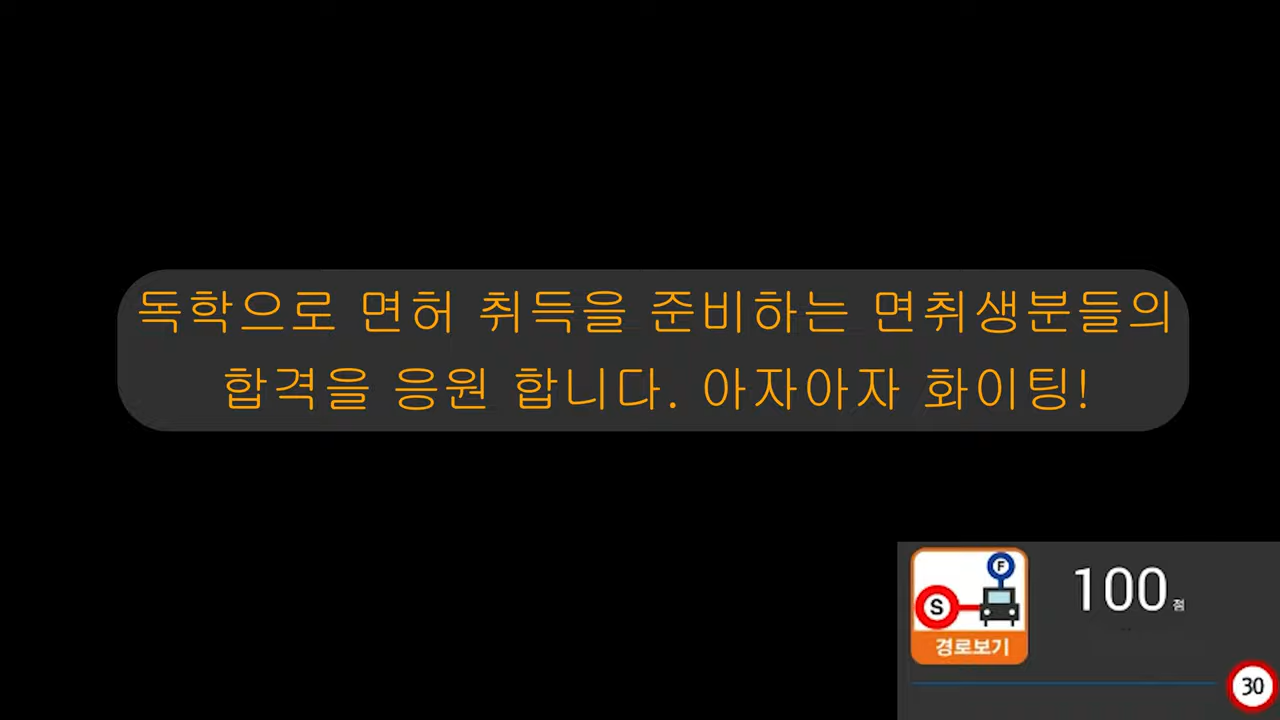 독학으로 면허 취득을 준비하는 면취생분들의
합격을 응원 합니다. 아자아자 화이팅!
F
S
경로보기
100점
30